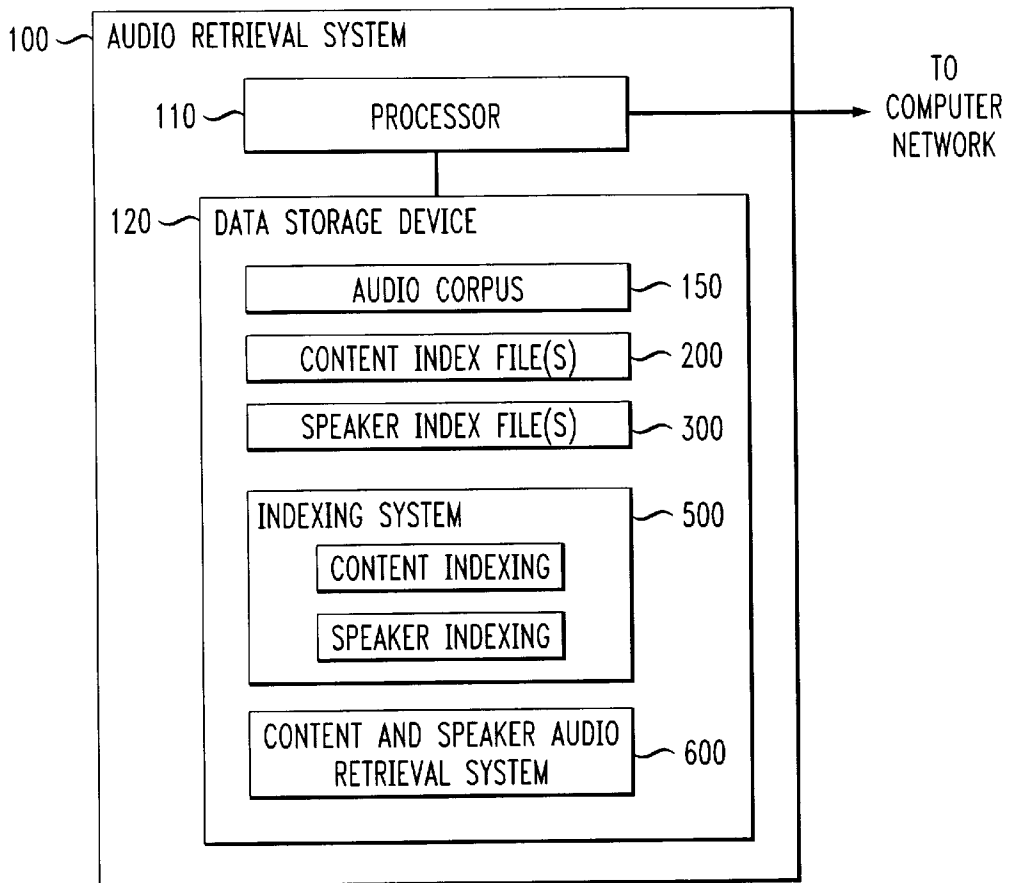 100 AUDIO RETRIEVAL SYSTEM
110 PROCESSOR
TO
COMPUTER
NETWORK
120 DATA STORAGE DEVICE
AUDIO CORPUS 150
CONTENT INDEX FILE(S) 200
SPEAKER INDEX FILE(S) 300
INDEXING SYSTEM 500
CONTENT INDEXING
SPEAKER INDEXING
CONTENT AND SPEAKER AUDIO
RETRIEVAL SYSTEM 600